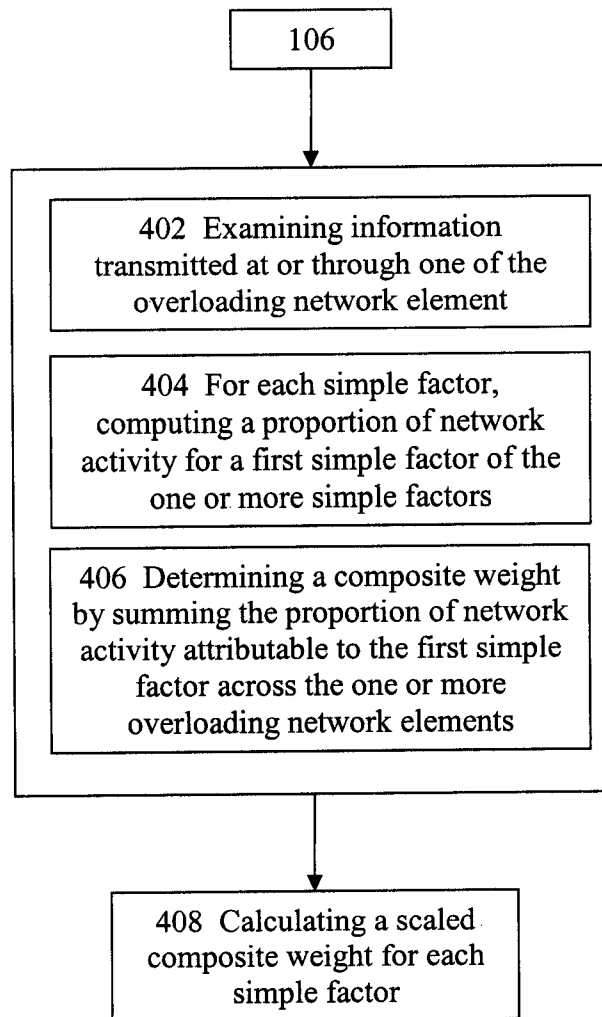 106
402 Examining information
transmitted at or through one of the
overloading network element
404 For each simple factor,
computing a proportion of network
activity for a first simple factor of the
one or more simple factors
406 Determining a composite weight
by summing the proportion of network
activity attributable to the first simple
factor across the one or more
overloading network elements
408 Calculating a scaled
composite weight for each
simple factor